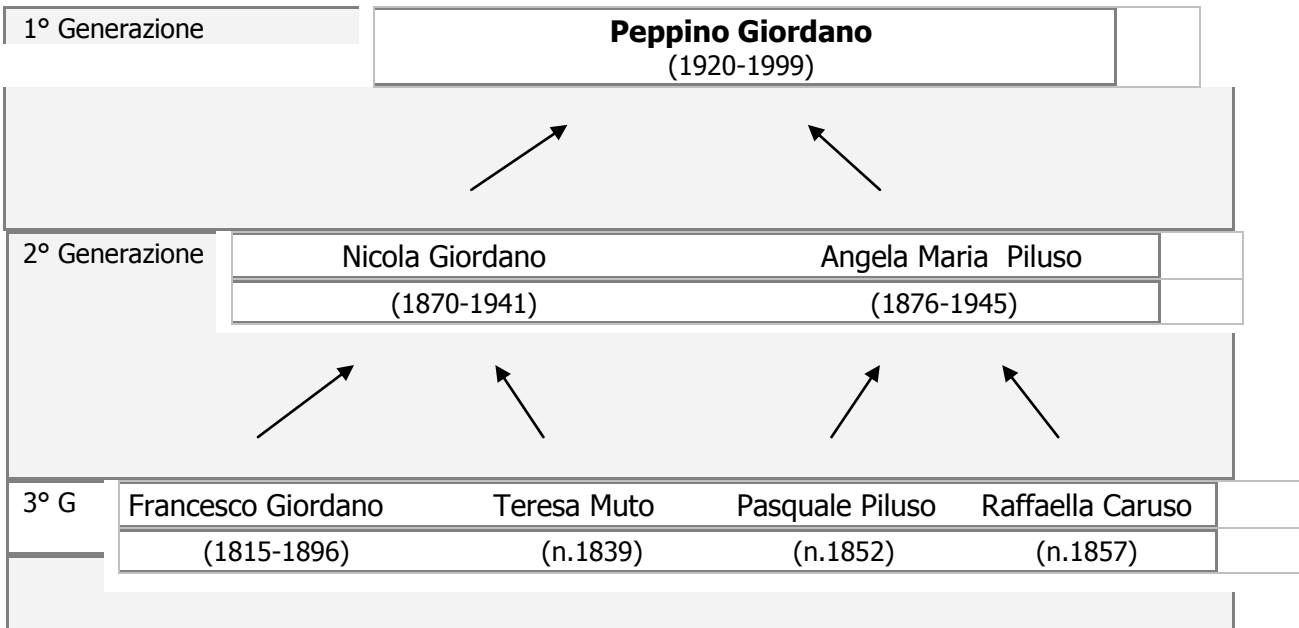 1° Generazione
Peppino Giordano
(1920-1999)
2° Generazione
Nicola Giordano Angela Maria Piluso
(1870-1941) (1876-1945)
3° G
Francesco Giordano Teresa Muto Pasquale Piluso Raffaella Caruso
(1815-1896) (n.1839) (n.1852) (n.1857)